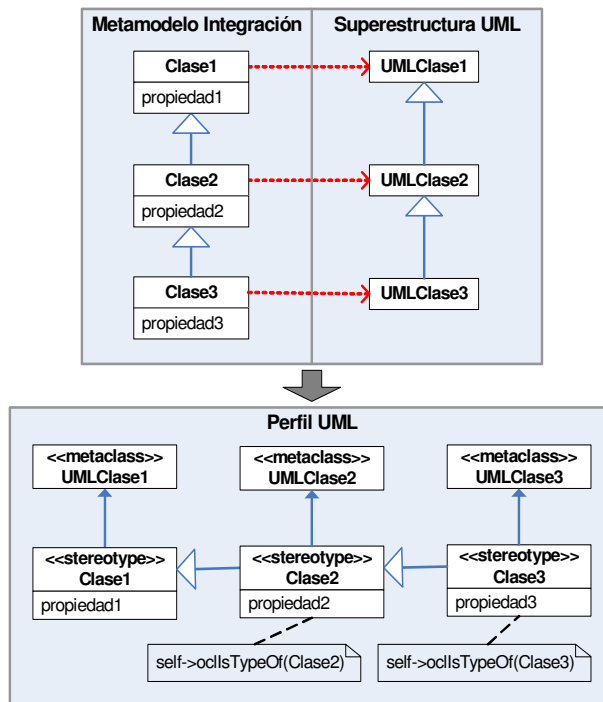 Metamodelo Integración
Superestructura UML
Clase1
propiedad1
UMLClase1
Clase2
propiedad2
UMLClase2
Clase3
propiedad3
UMLClase3
Perfil UML
<<metaclass>>
UMLClase1
<<metaclass>>
UMLClase2
<<metaclass>>
UMLClase3
<<stereotype>>
Clase1
propiedad1
<<stereotype>>
Clase2
propiedad2
<<stereotype>>
Clase3
propiedad3
self->oclIsTypeOf(Clase2)
self->oclIsTypeOf(Clase3)